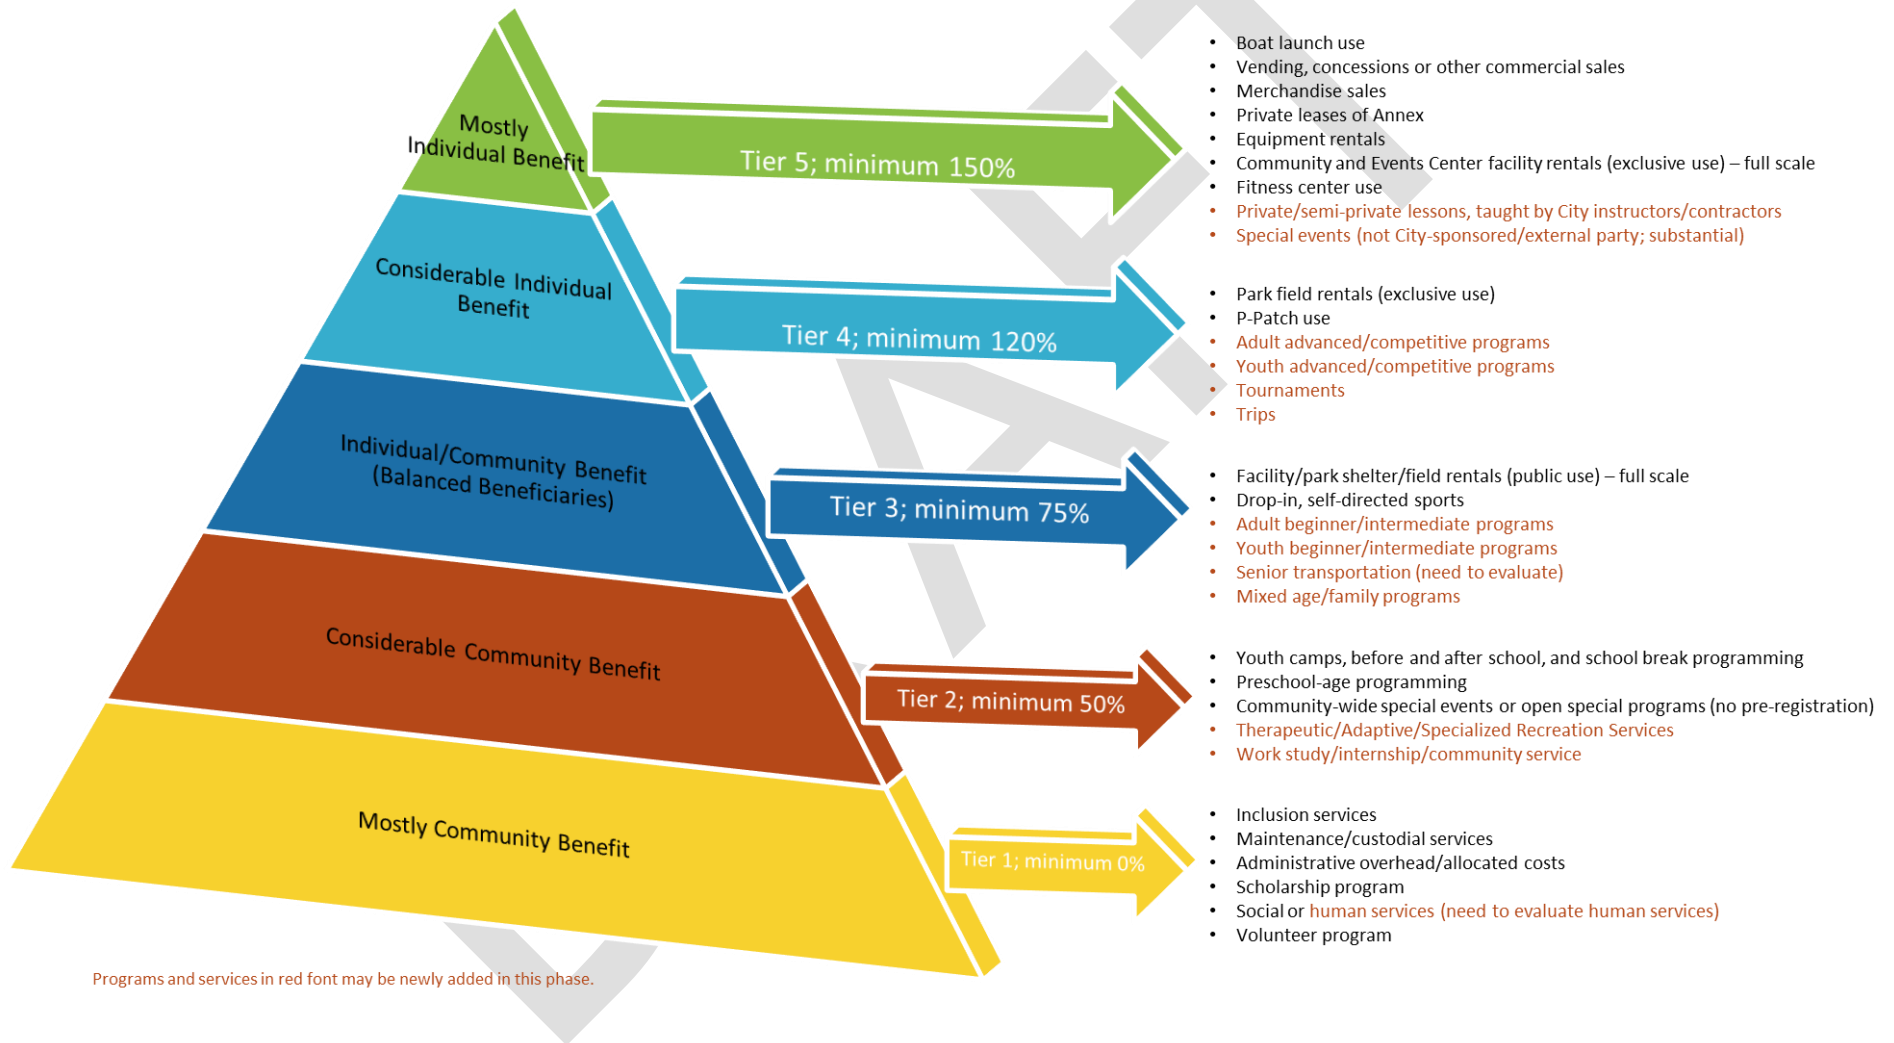 Mostly
Individual Benefit
Tier 5; minimum 150%
• Boat launch use
• Vending, concessions or other commercial sales
• Merchandise sales
• Private leases of Annex
• Equipment rentals
• Community and Events Center facility rentals (exclusive use) – full scale
• Fitness center use
• Private/semi-private lessons, taught by City instructors/contractors
• Special events (not City-sponsored/external party; substantial)
Considerable Individual
Benefit
Tier 4; minimum 120%
• Park field rentals (exclusive use)
• P-Patch use
• Adult advanced/competitive programs
• Youth advanced/competitive programs
• Tournaments
• Trips
Individual/Community Benefit
(Balanced Beneficiaries)
Tier 3; minimum 75%
• Facility/park shelter/field rentals (public use) – full scale
• Drop-in, self-directed sports
• Adult beginner/intermediate programs
• Youth beginner/intermediate programs
• Senior transportation (need to evaluate)
• Mixed age/family programs
Considerable Community Benefit
Tier 2; minimum 50%
• Youth camps, before and after school, and school break programming
• Preschool-age programming
• Community-wide special events or open special programs (no pre-registration)
• Therapeutic/Adaptive/Specialized Recreation Services
• Work study/internship/community service
Mostly Community Benefit
Tier 1; minimum 0%
• Inclusion services
• Maintenance/custodial services
• Administrative overhead/allocated costs
• Scholarship program
• Social or human services (need to evaluate human services)
• Volunteer program
Programs and services in red font may be newly added in this phase.
DRAFT